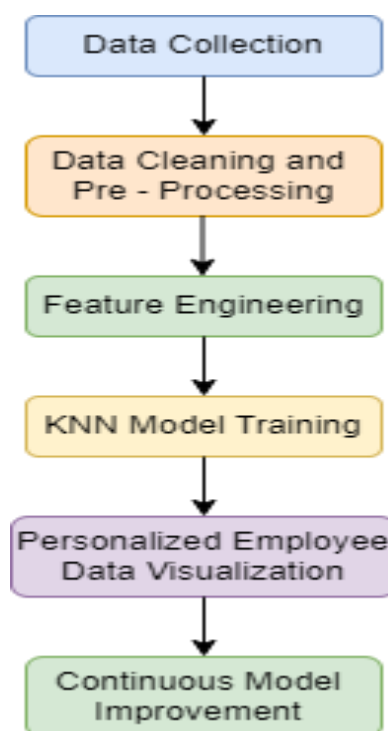 Data Collection
Data Cleaning and
Pre - Processing
Feature Engineering
KNN Model Training
Personalized Employee
Data Visualization
Continuous Model
Improvement